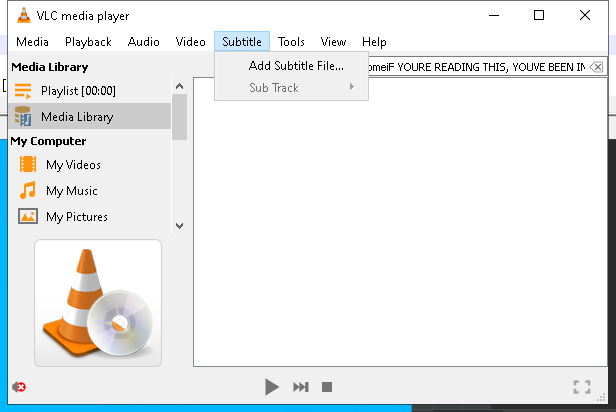 VLC media player
Media Playback Audio Video Subtitle Tools View Help
Media Library
Add Subtitle File...
omeiF YOURE READING THIS, YOUVE BEEN IN
Playlist [00:00]
Sub Track
Media Library
My Computer
My Videos
My Music
My Pictures